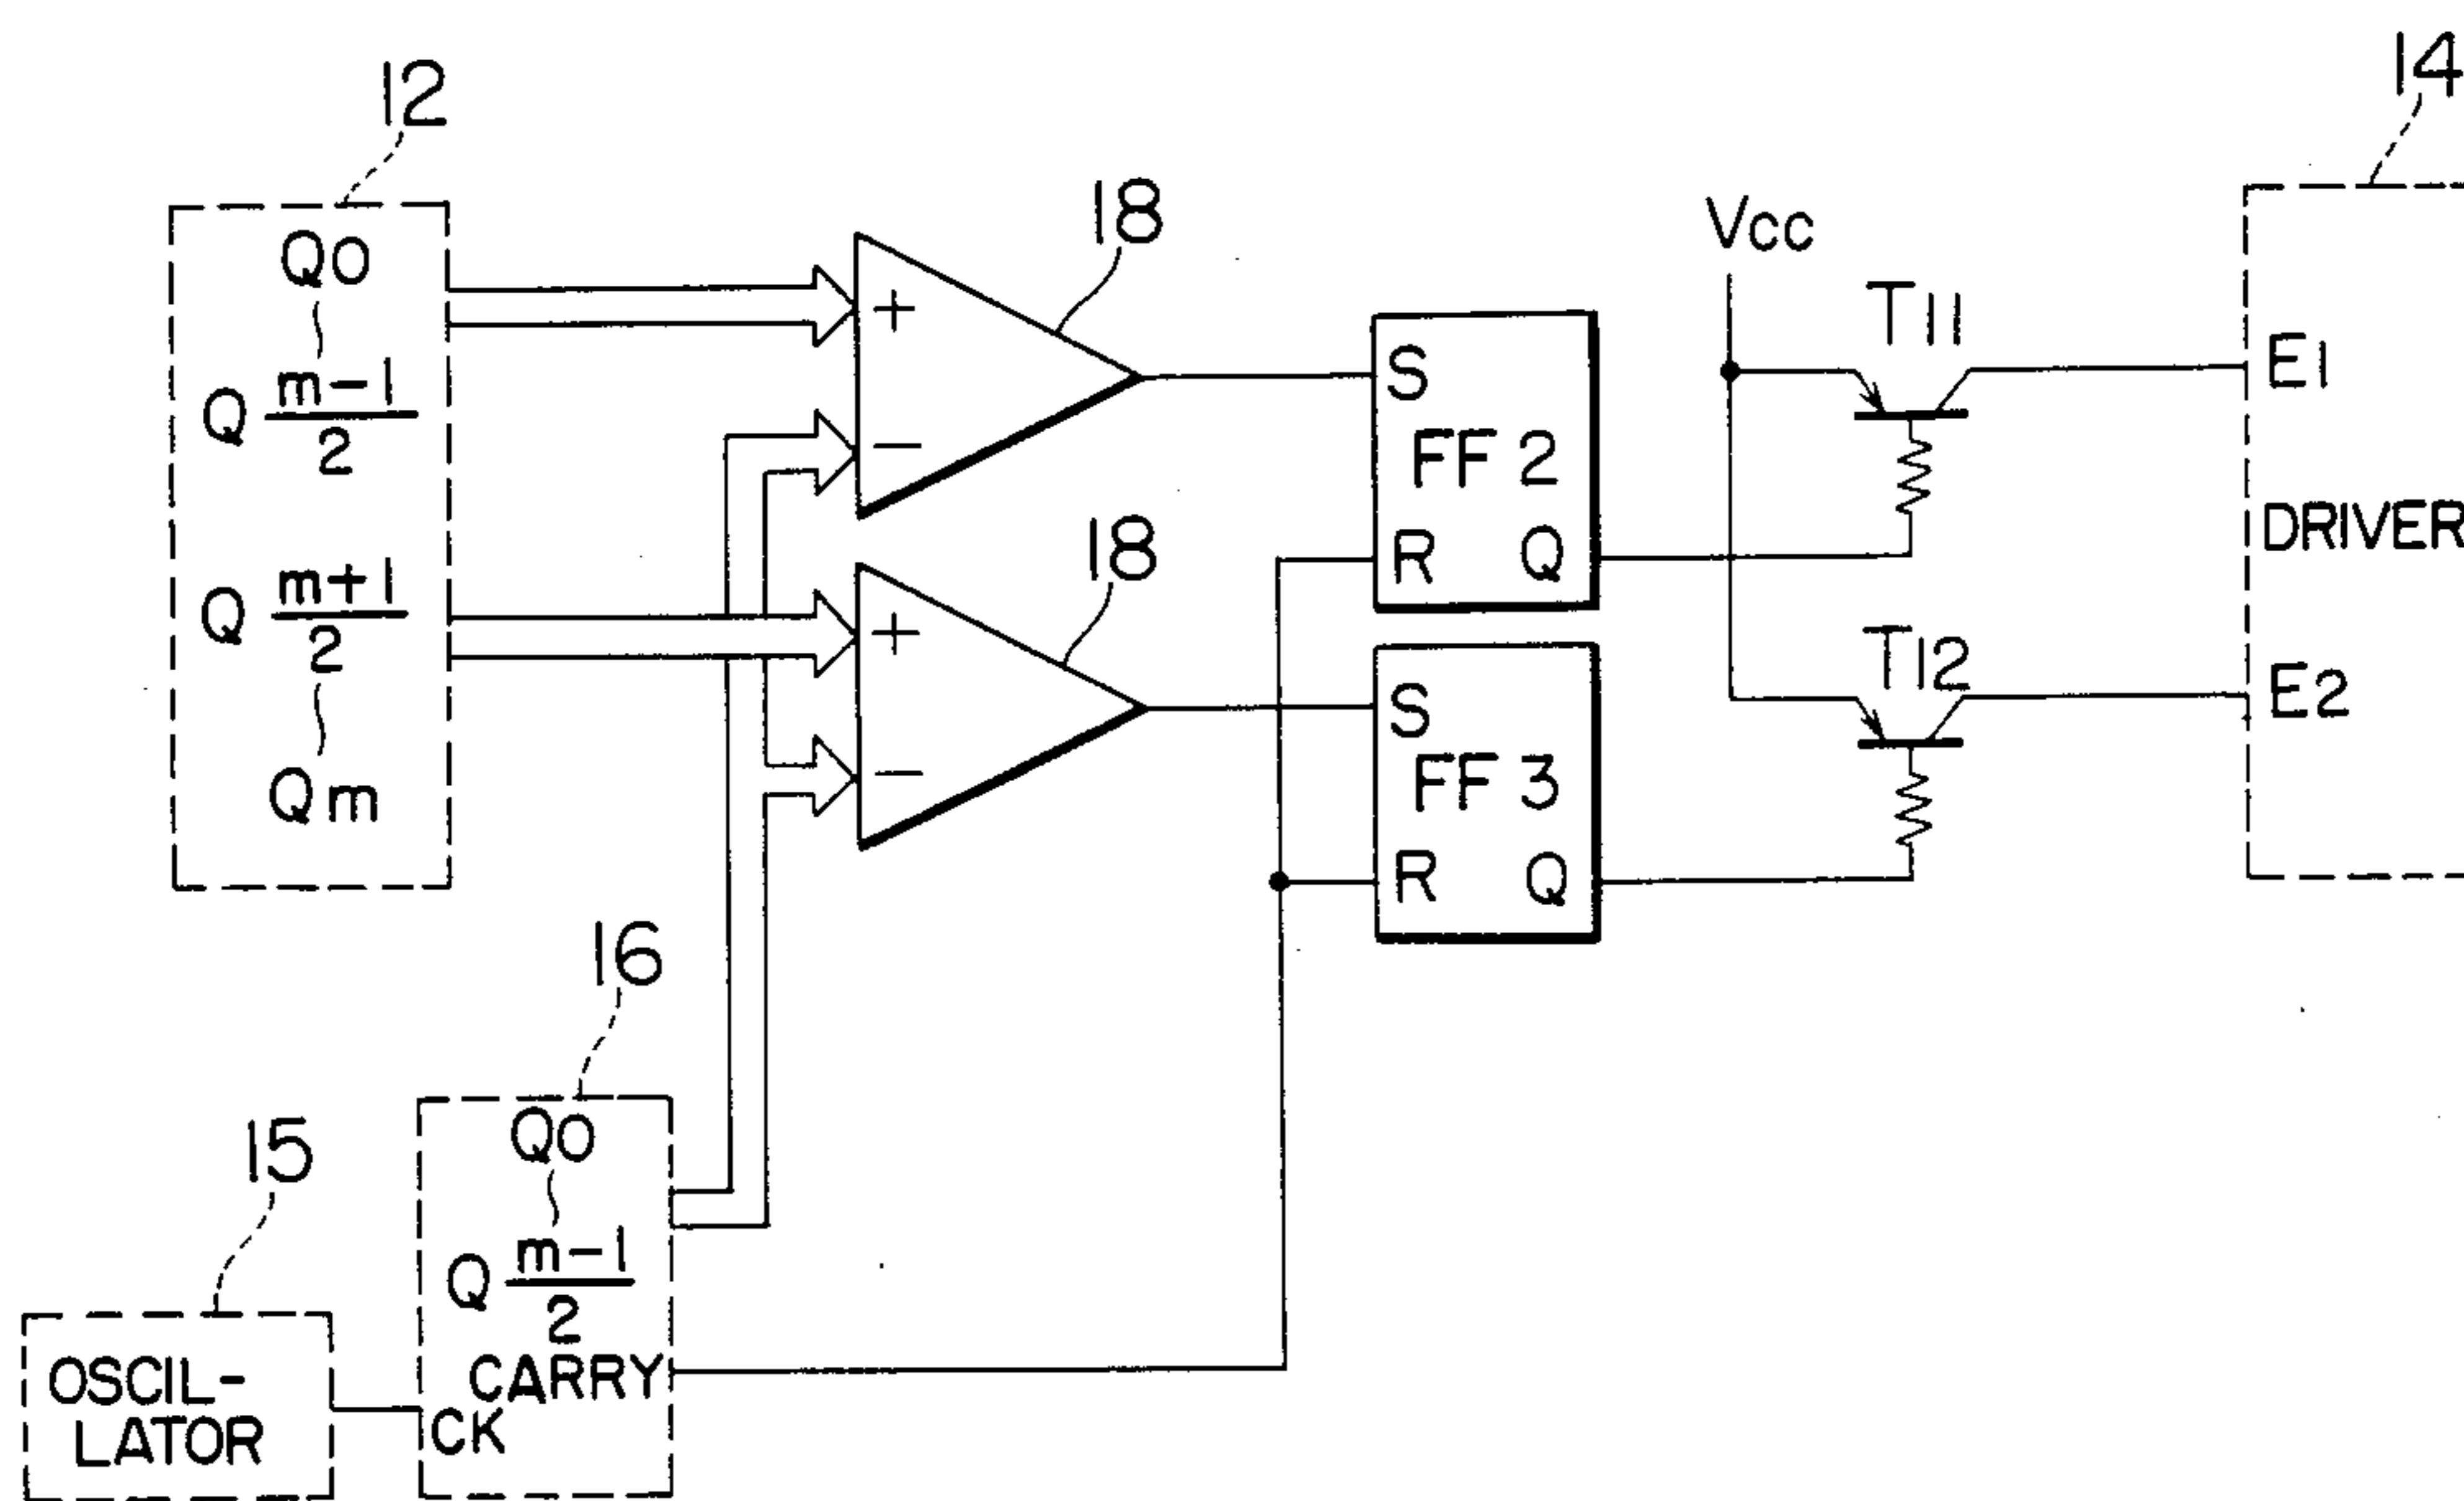 12
14
18
Vcc
Q0
T11
+
E1
Q m-1
2
S
−
FF 2
DRIVER
18
Q m+1
2
R Q
+
T12
S
E2
Qm
−
FF 3
R Q
16
15
Q0
Q m-1
2
CARRY
OSCIL-
CK
LATOR